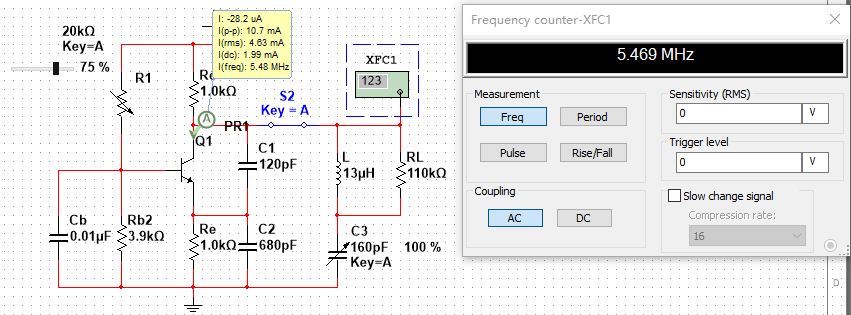 20kΩ
Key=A
75 %
R1
I: -28.2 uA
I(p-p): 10.7 mA
I(rms): 4.63 mA
I(dc): 1.99 mA
I(freq): 5.48 MHz
1.0kΩ
A
PR1
Q1
S2
Key = A
XFC1
123
C1
120pF
L
13µH
RL
110kΩ
Cb
0.01µF
Rb2
3.9kΩ
Re
1.0kΩ
C2
680pF
C3
160pF
Key=A
100 %
Frequency counter-XFC1
5.469 MHz
Measurement
Freq
Period
Pulse
Rise/Fall
Coupling
AC
DC
Sensitivity (RMS)
0
V
Trigger level
0
V
Slow change signal
Compression rate:
16
D